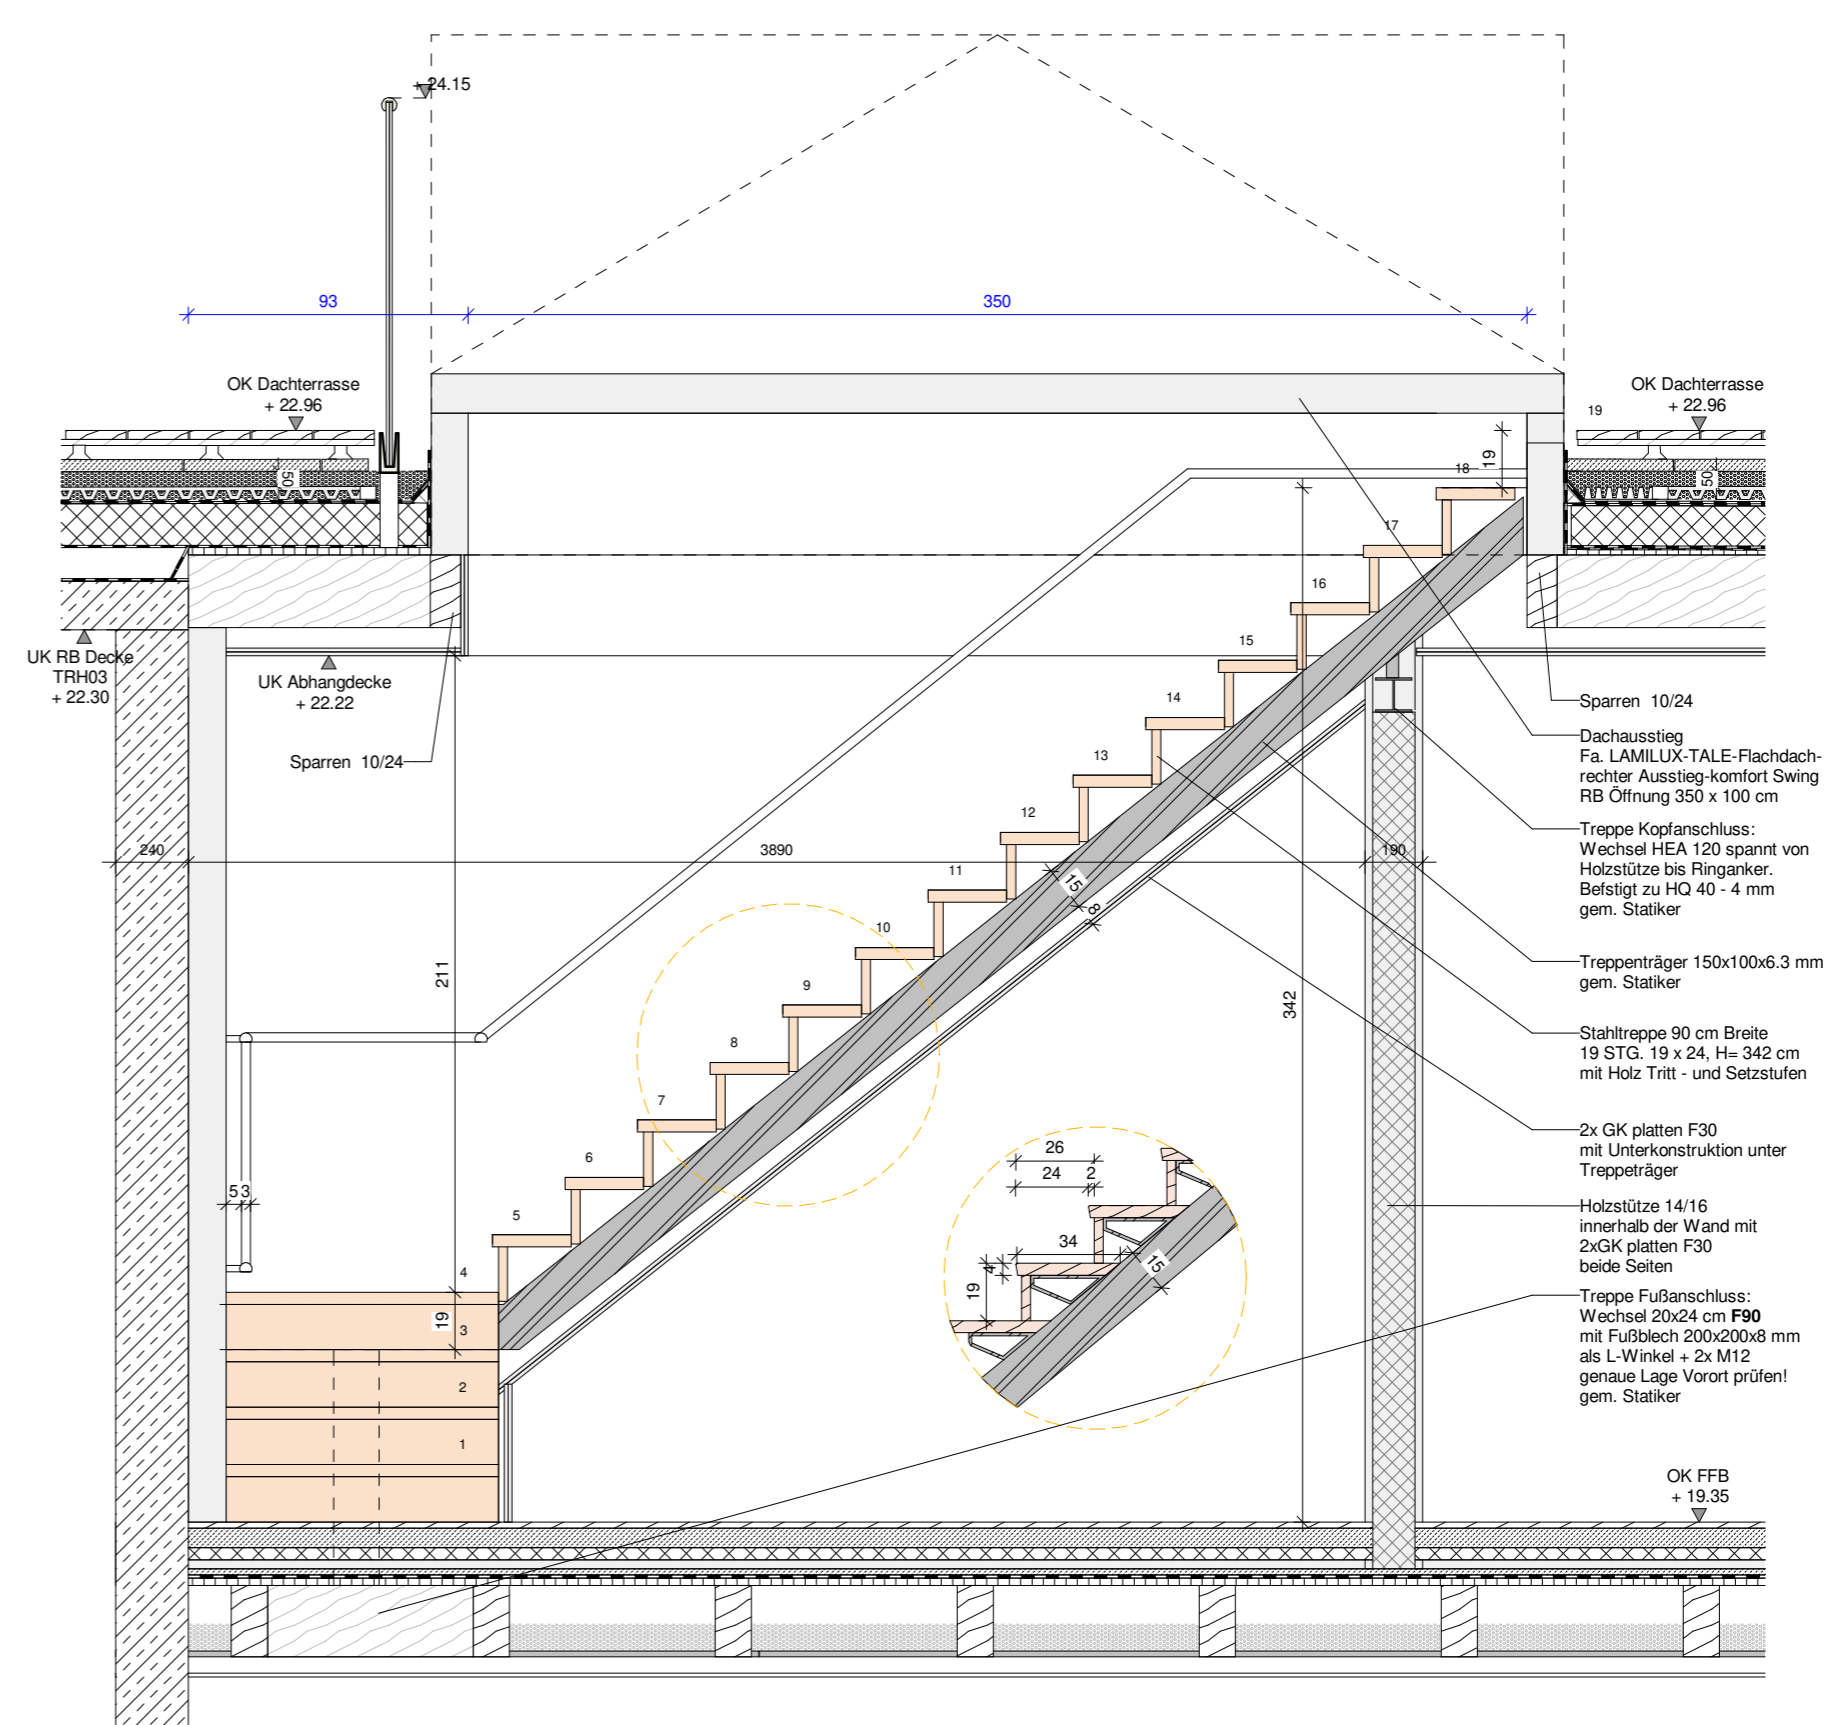 + 24.15
93
350
OK Dachterrasse
+ 22.96
OK Dachterrasse
+ 22.96
19
19
18
50
50
17
16
15
14
13
12
11
10
9
8
7
6
5
4
3
2
1
UK RB Decke
TRH03
+ 22.30
UK Abhangdecke
+ 22.22
Sparren 10/24
Sparren 10/24
Dachausstieg
Fa. LAMILUX-TALE-Flachdach-
rechter Ausstieg-komfort Swing
RB Öffnung 350 x 100 cm
Treppe Kopfanschluss:
Wechsel HEA 120 spannt von
Holzstütze bis Ringanker.
Befstigt zu HQ 40 - 4 mm
gem. Statiker
Treppenträger 150x100x6.3 mm
gem. Statiker
Stahltreppe 90 cm Breite
19 STG. 19 x 24, H= 342 cm
mit Holz Tritt - und Setzstufen
2x GK platten F30
mit Unterkonstruktion unter
Treppeträger
Holzstütze 14/16
innerhalb der Wand mit
2xGK platten F30
beide Seiten
Treppe Fußanschluss:
Wechsel 20x24 cm F90
mit Fußblech 200x200x8 mm
als L-Winkel + 2x M12
genaue Lage Vorort prüfen!
gem. Statiker
240
3890
190
15
8
211
342
53
19
26
24
2
34
4
19
15
OK FFB
+ 19.35